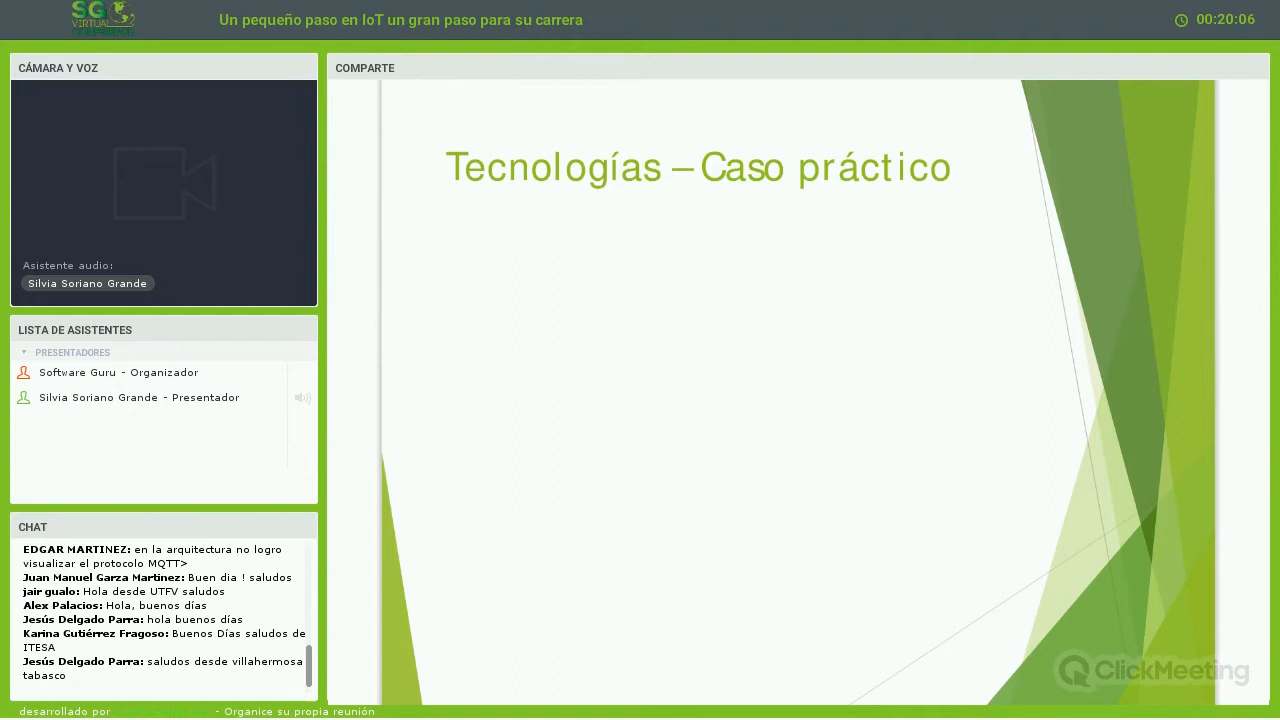 SG
VIRTUAL
Un pequeño paso en IoT un gran paso para su carrera
00:20:06
CÁMARA Y VOZ
Asistente audio:
Silvia Soriano Grande
LISTA DE ASISTENTES
PRESENTADORES
Software Guru - Organizador
Silvia Soriano Grande - Presentador
CHAT
EDGAR MARTINEZ: en la arquitectura no logro
visualizar el protocolo MQTT>
Juan Manuel Garza Martinez: Buen dia ! saludos
jair gualo: Hola desde UTFV saludos
Alex Palacios: Hola, buenos días
Jesús Delgado Parra: hola buenos días
Karina Gutiérrez Fragoso: Buenos Días saludos de
ITESA
Jesús Delgado Parra: saludos desde villahermosa
tabasco
desarrollado por - Organice su propia reunión
COMPARTE
Tecnologías – Caso práctico
ClickMeeting